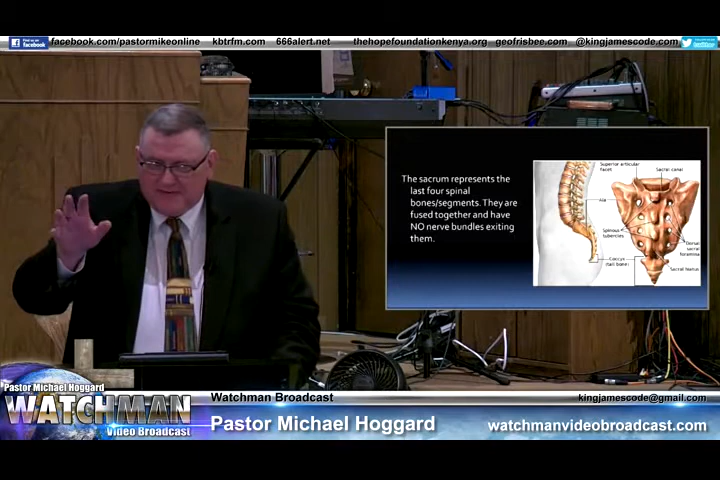 Find us on
facebook
facebook.com/pastormikeonline kbtrfm.com 666alert.net thehopefoundationkenya.org geofrisbee.com @kingjamescode.com
twitter
The sacrum represents the
last four spinal
bones/segments. They are
fused together and have
NO nerve bundles exiting
them.
Superior articular
facet
Sacral canal
Ala
Spinous
tubercles
Dorsal
sacral
foramina
Coccyx
(tail bone)
Sacral hiatus
Pastor Michael Hoggard
WATCHMAN
Video Broadcast
Watchman Broadcast
kingjamescode@gmail.com
Pastor Michael Hoggard
watchmanvideobroadcast.com